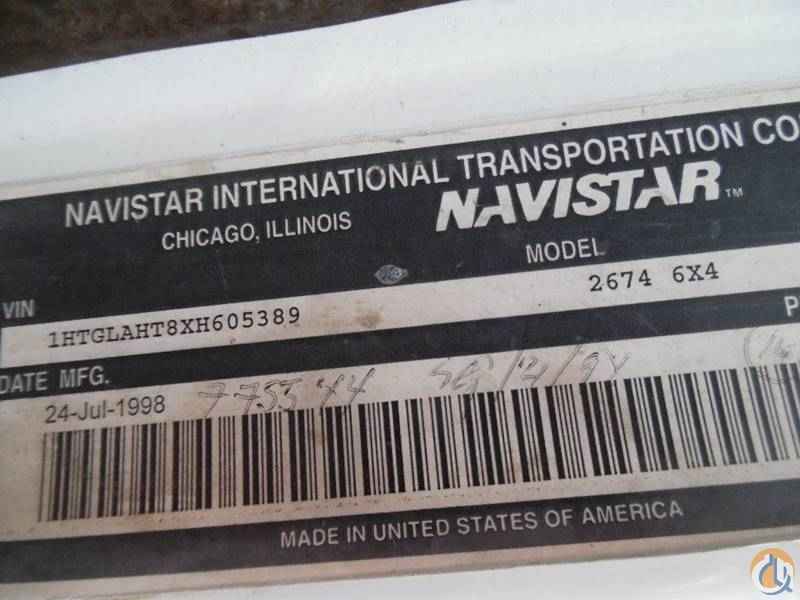 NAVISTAR INTERNATIONAL TRANSPORTATION
CHICAGO, ILLINOIS
NAVISTAR™
MODEL
VIN
2674 6X4
1HTGLAHT8XH605389
DATE MFG.
24-Jul-1998
MADE IN UNITED STATES OF AMERICA